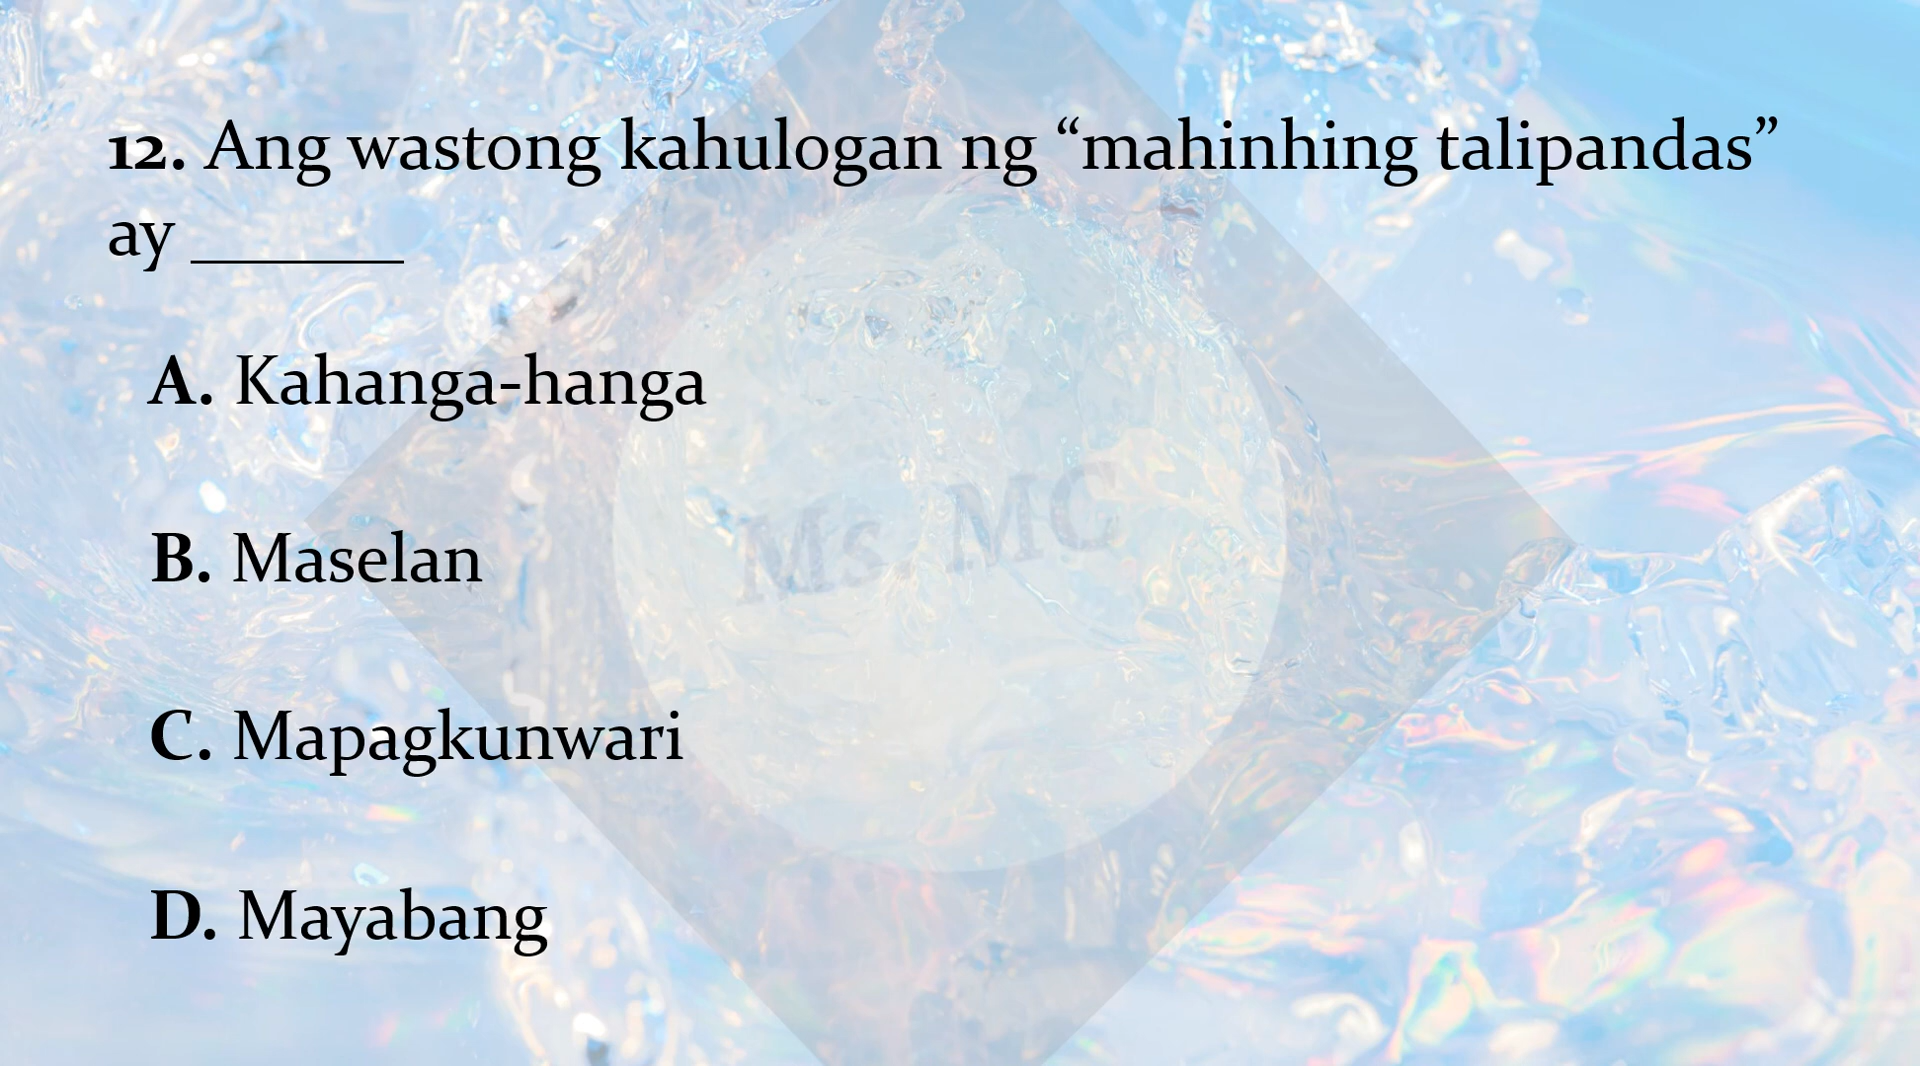 12. Ang wastong kahulogan ng “mahinhing talipandas”
ay _______
A. Kahanga-hanga
B. Maselan
Ms. MC
C. Mapagkunwari
D. Mayabang